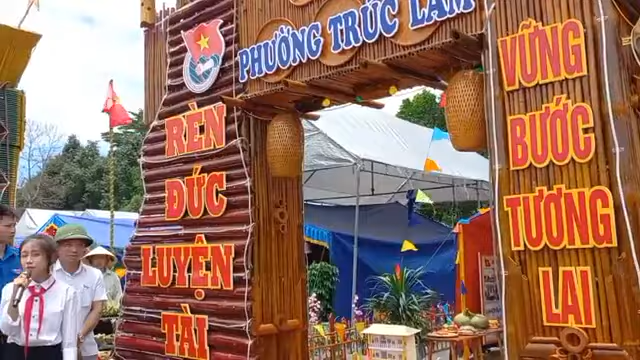 PHƯỜNG TRÚC LÂM
RÈN
ĐỨC
LUYỆN
TÀI
VỮNG
BƯỚC
TƯƠNG
LAI